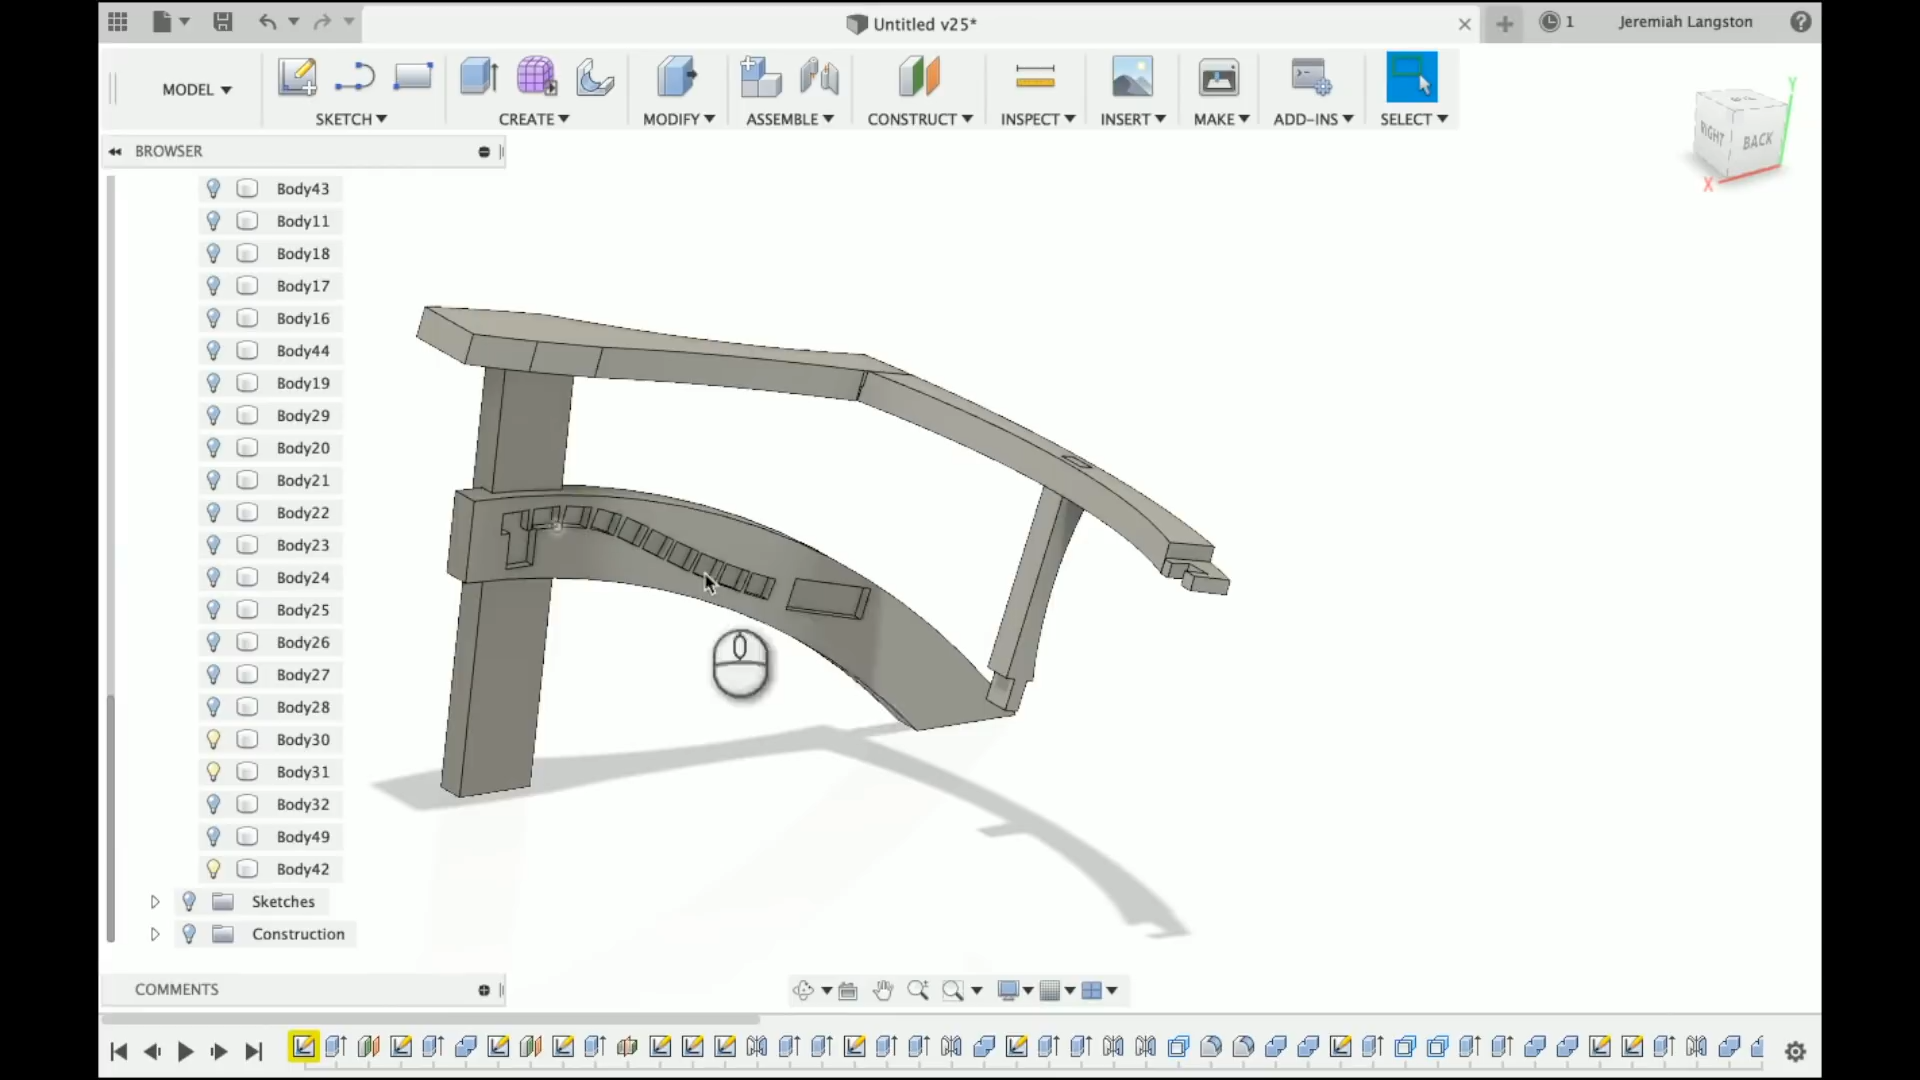 Untitled v25*
1
Jeremiah Langston
MODEL
SKETCH
CREATE
MODIFY
ASSEMBLE
CONSTRUCT
INSPECT
INSERT
MAKE
ADD-INS
SELECT
BROWSER
RIGHT
BACK
Y
X
Body43
Body11
Body18
Body17
Body16
Body44
Body19
Body29
Body20
Body21
Body22
Body23
Body24
Body25
Body26
Body27
Body28
Body30
Body31
Body32
Body49
Body42
Sketches
Construction
COMMENTS